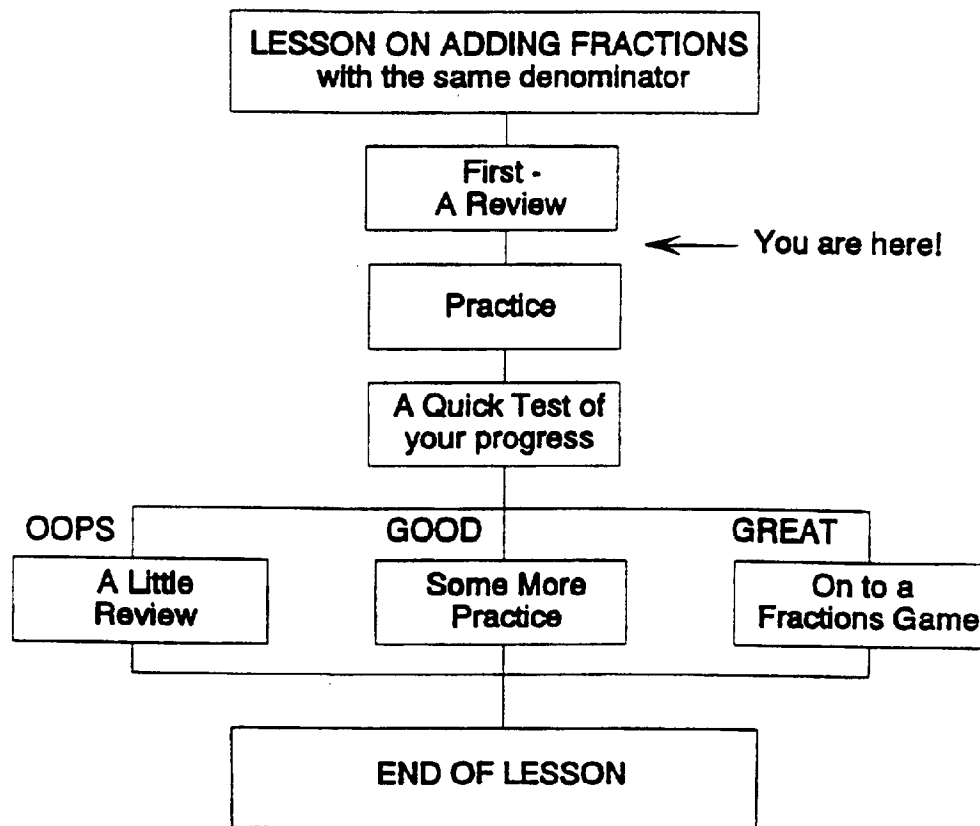 LESSON ON ADDING FRACTIONS
with the same denominator
First -
A Review
You are here!
Practice
A Quick Test of
your progress
OOPS
GOOD
GREAT
A Little
Review
Some More
Practice
On to a
Fractions Game
END OF LESSON